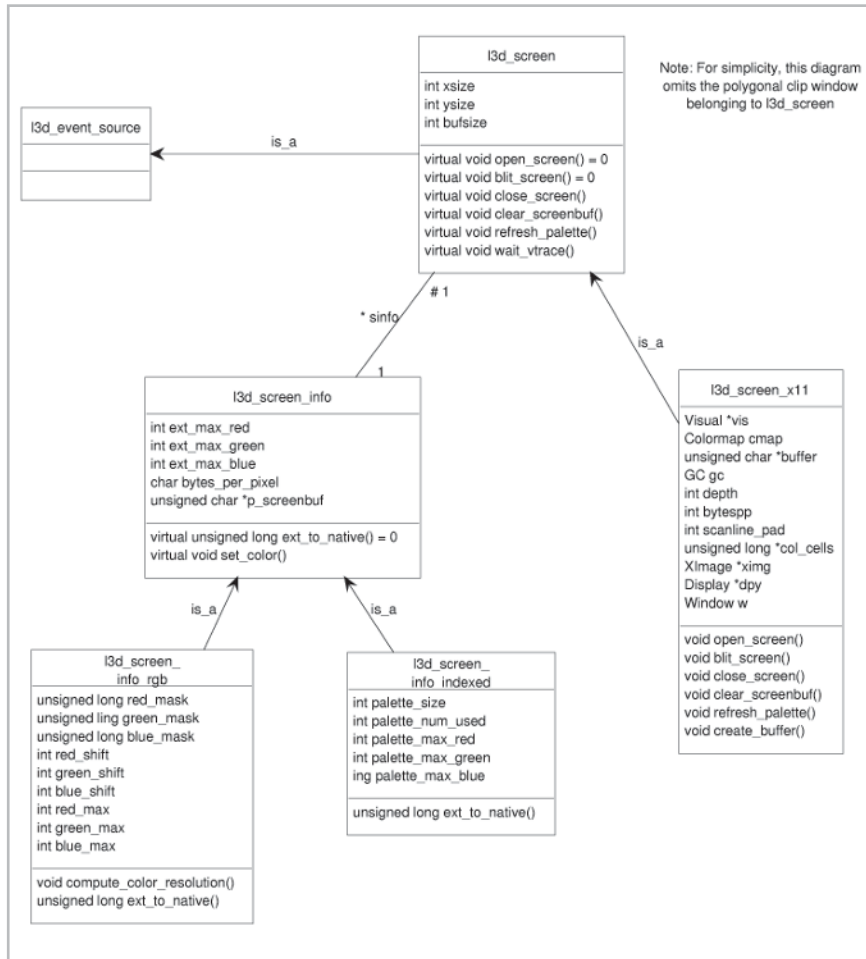 l3d_screen
int xsize
int ysize
int bufsize
virtual void open_screen() = 0
virtual void blit_screen() = 0
virtual void close_screen()
virtual void clear_screenbuf()
virtual void refresh_palette()
virtual void wait_vtrace()
Note: For simplicity, this diagram
omits the polygonal clip window
belonging to l3d_screen
l3d_event_source
is_a
# 1
* sinfo
1
is_a
l3d_screen_info
int ext_max_red
int ext_max_green
int ext_max_blue
char bytes_per_pixel
unsigned char *p_screenbuf
virtual unsigned long ext_to_native() = 0
virtual void set_color()
l3d_screen_x11
Visual *vis
Colormap cmap
unsigned char *buffer
GC gc
int depth
int bytespp
int scanline_pad
unsigned long *col_cells
XImage *ximg
Display *dpy
Window w
void open_screen()
void blit_screen()
void close_screen()
void clear_screenbuf()
void refresh_palette()
void create_buffer()
is_a
is_a
l3d_screen_
info_rgb
unsigned long red_mask
unsigned ling green_mask
unsigned long blue_mask
int red_shift
int green_shift
int blue_shift
int red_max
int green_max
int blue_max
void compute_color_resolution()
unsigned long ext_to_native()
l3d_screen_
info_indexed
int palette_size
int palette_num_used
int palette_max_red
int palette_max_green
ing palette_max_blue
unsigned long ext_to_native()